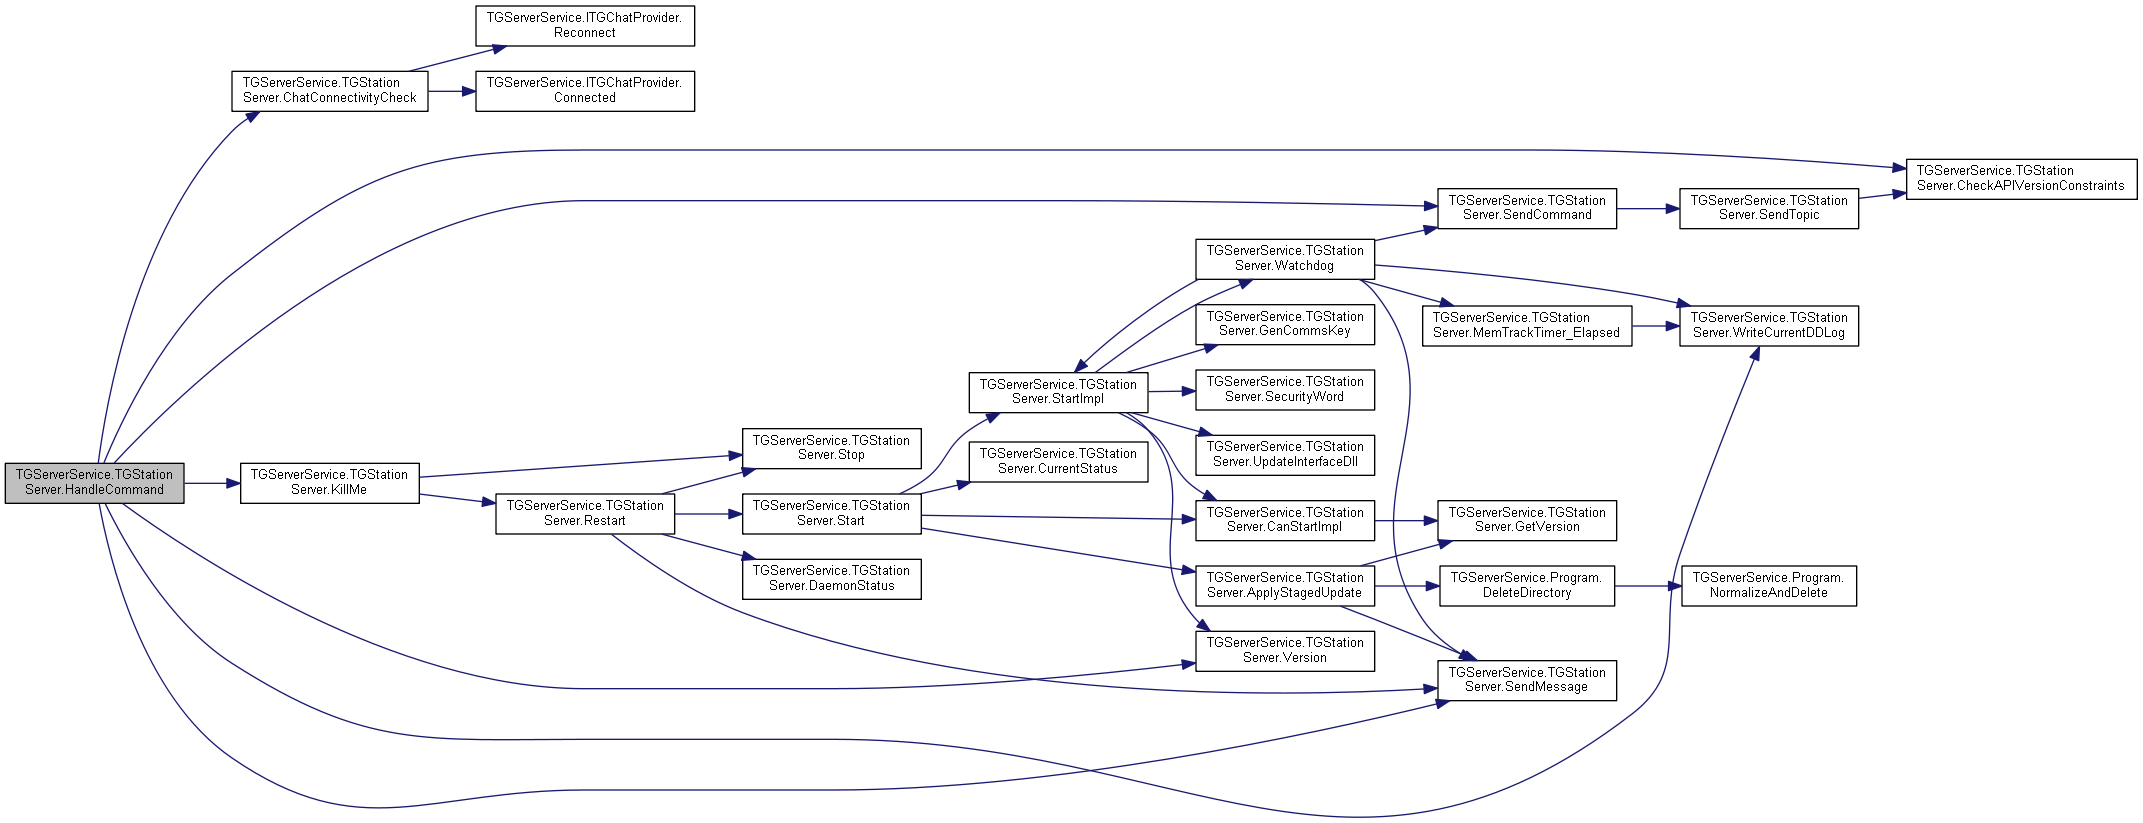 TGServerService.ITGChatProvider.
Reconnect
TGServerService.TGStation
Server.ChatConnectivityCheck
TGServerService.ITGChatProvider.
Connected
TGServerService.TGStation
Server.CheckAPIVersionConstraints
TGServerService.TGStation
Server.SendCommand
TGServerService.TGStation
Server.SendTopic
TGServerService.TGStation
Server.Watchdog
TGServerService.TGStation
Server.GenCommsKey
TGServerService.TGStation
Server.MemTrackTimer_Elapsed
TGServerService.TGStation
Server.WriteCurrentDDLog
TGServerService.TGStation
Server.StartImpl
TGServerService.TGStation
Server.SecurityWord
TGServerService.TGStation
Server.Stop
TGServerService.TGStation
Server.CurrentStatus
TGServerService.TGStation
Server.UpdateInterfaceDll
TGServerService.TGStation
Server.HandleCommand
TGServerService.TGStation
Server.KillMe
TGServerService.TGStation
Server.Restart
TGServerService.TGStation
Server.Start
TGServerService.TGStation
Server.CanStartImpl
TGServerService.TGStation
Server.GetVersion
TGServerService.TGStation
Server.DaemonStatus
TGServerService.TGStation
Server.ApplyStagedUpdate
TGServerService.Program.
DeleteDirectory
TGServerService.Program.
NormalizeAndDelete
TGServerService.TGStation
Server.Version
TGServerService.TGStation
Server.SendMessage